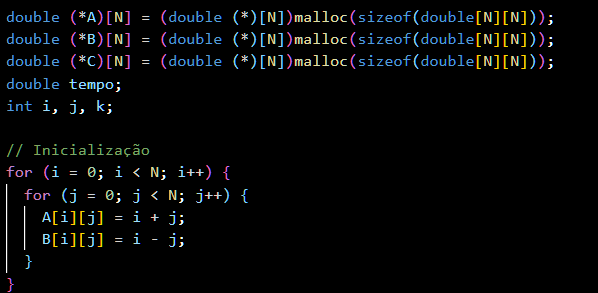 double (*A)[N] = (double (*)[N])malloc(sizeof(double[N][N]));
double (*B)[N] = (double (*)[N])malloc(sizeof(double[N][N]));
double (*C)[N] = (double (*)[N])malloc(sizeof(double[N][N]));
double tempo;
int i, j, k;

// Inicialização
for (i = 0; i < N; i++) {
  for (j = 0; j < N; j++) {
    A[i][j] = i + j;
    B[i][j] = i - j;
  }
}